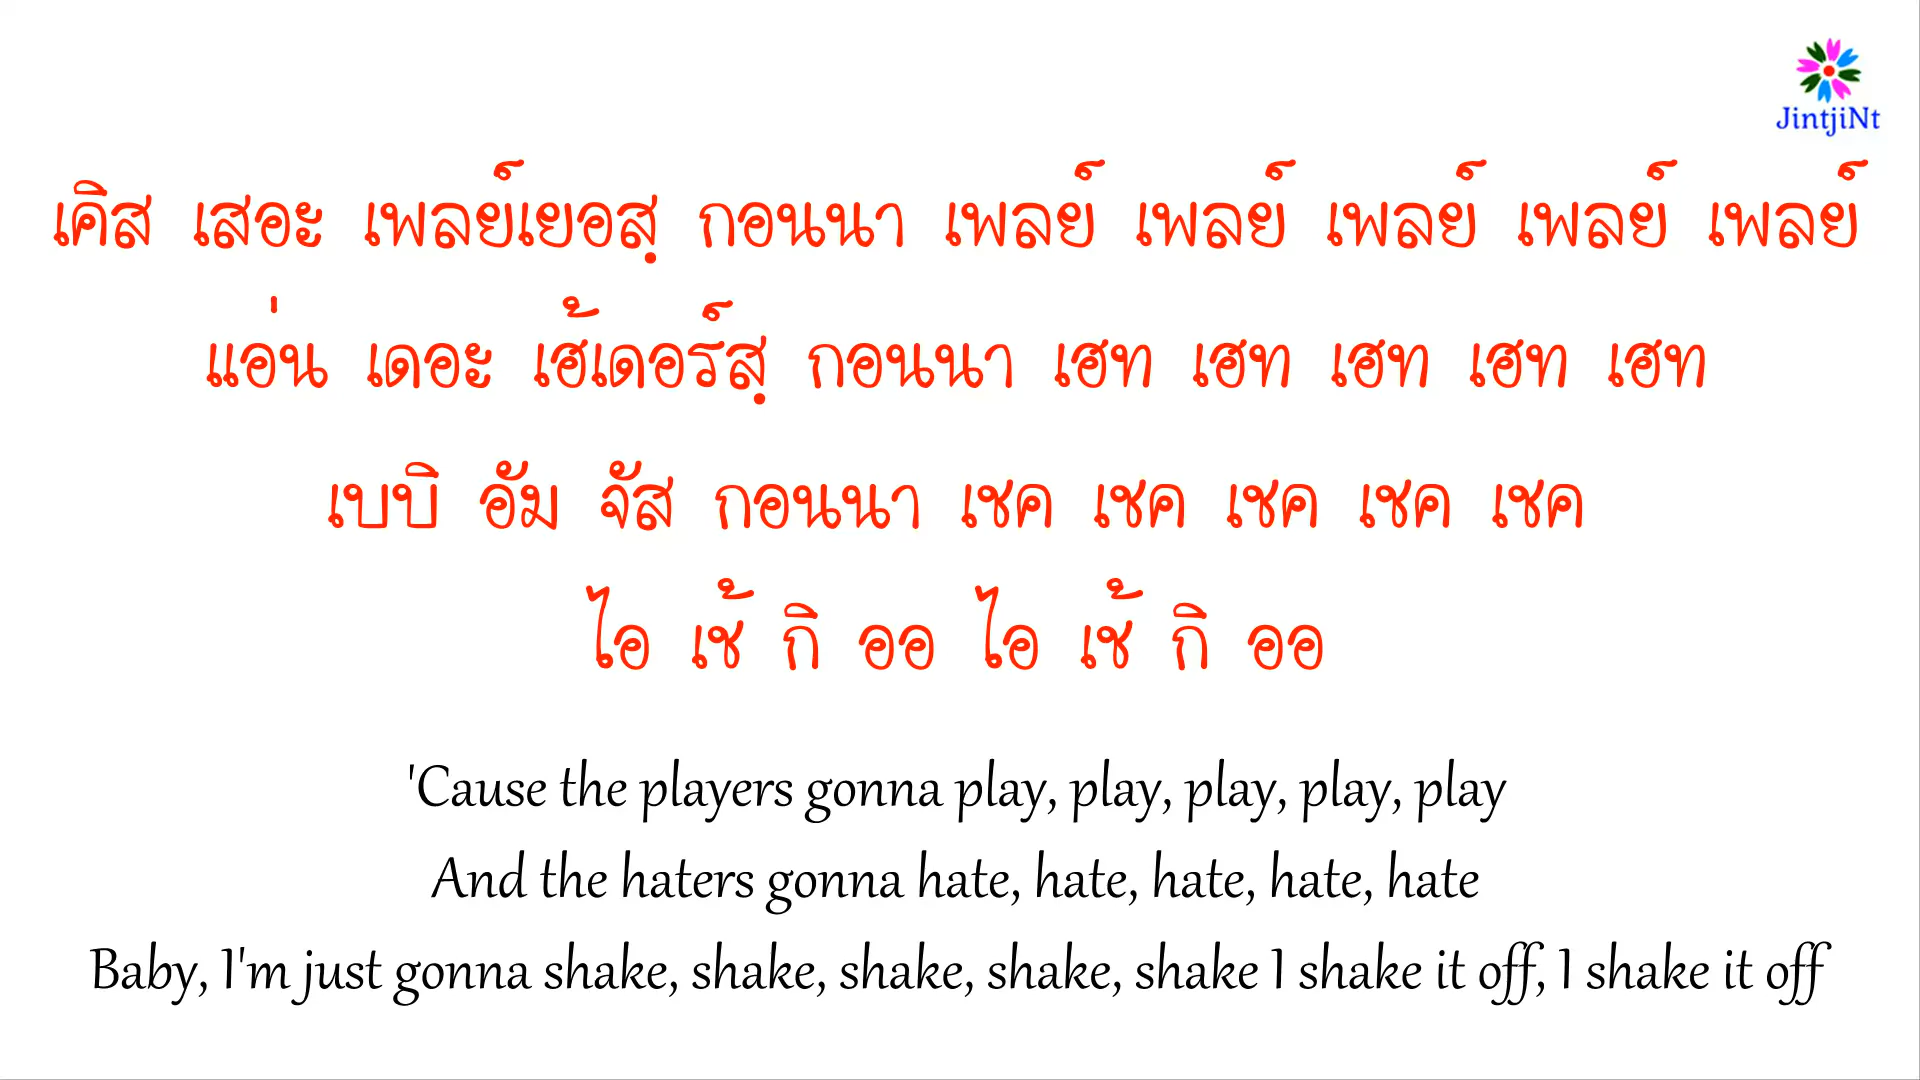 JintjiNt
เคิส เสอะ เพลย์เยอสฺ กอนนา เพลย์ เพลย์ เพลย์ เพลย์ เพลย์
แอ่น เดอะ เฮ้เดอร์สฺ กอนนา เฮท เฮท เฮท เฮท เฮท
เบบิ อัม จัส กอนนา เชค เชค เชค เชค เชค
ไอ เช้ กิ ออ ไอ เช้ กิ ออ
'Cause the players gonna play, play, play, play, play
And the haters gonna hate, hate, hate, hate, hate
Baby, I'm just gonna shake, shake, shake, shake, shake I shake it off, I shake it off